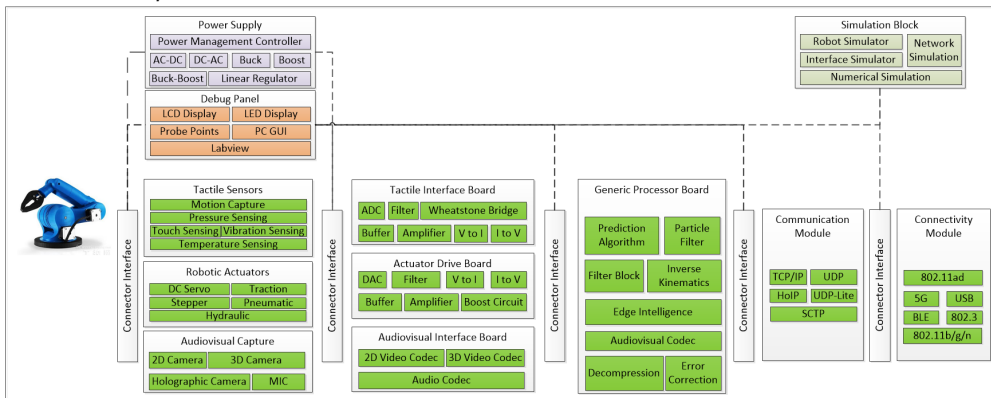 Power Supply
Power Management Controller
AC-DC DC-AC Buck Boost
Buck-Boost Linear Regulator
Debug Panel
LCD Display LED Display
Probe Points PC GUI
Labview
Simulation Block
Robot Simulator
Network
Simulation
Interface Simulator
Numerical Simulation
Connector Interface
Tactile Sensors
Motion Capture
Pressure Sensing
Touch Sensing Vibration Sensing
Temperature Sensing
Robotic Actuators
DC Servo Traction
Stepper Pneumatic
Hydraulic
Audiovisual Capture
2D Camera 3D Camera
Holographic Camera MIC
Connector Interface
Tactile Interface Board
ADC Filter Wheatstone Bridge
Buffer Amplifier V to I I to V
Actuator Drive Board
DAC Filter V to I I to V
Buffer Amplifier Boost Circuit
Audiovisual Interface Board
2D Video Codec 3D Video Codec
Audio Codec
Connector Interface
Generic Processor Board
Prediction
Algorithm
Particle
Filter
Filter Block
Inverse
Kinematics
Edge Intelligence
Audiovisual Codec
Decompression
Error
Correction
Connector Interface
Communication
Module
TCP/IP UDP
HoIP UDP-Lite
SCTP
Connector Interface
Connectivity
Module
802.11ad
5G USB
BLE 802.3
802.11b/g/n